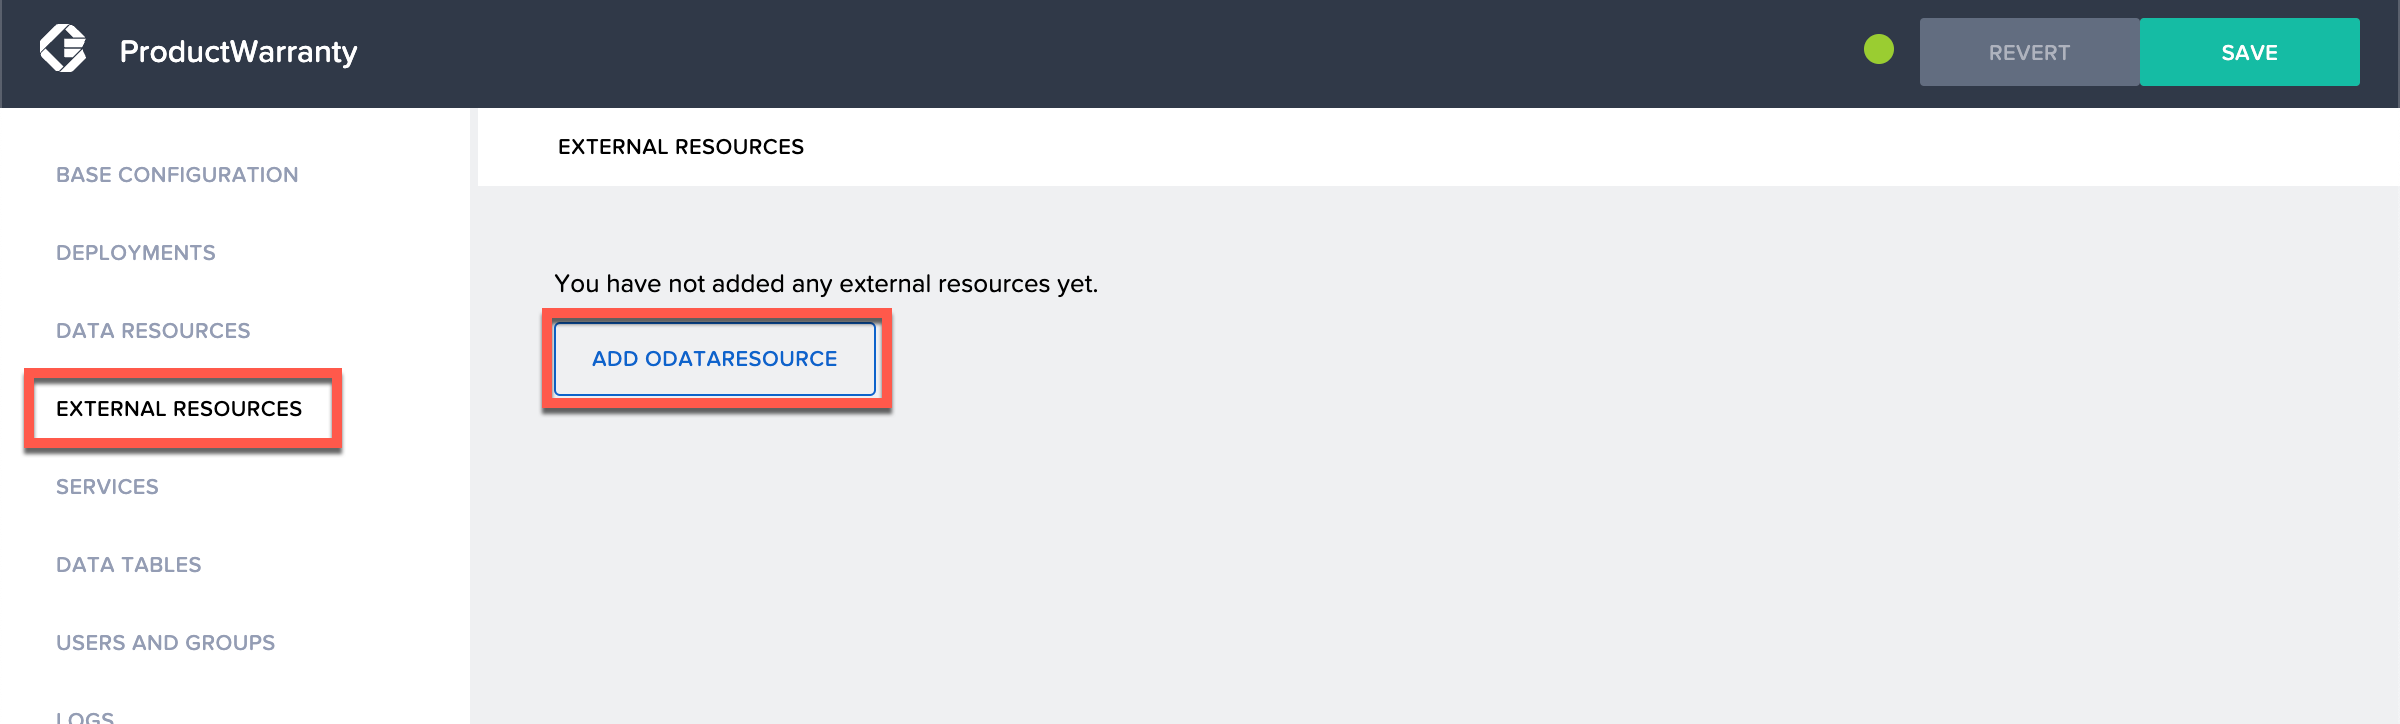 ProductWarranty
REVERT
SAVE
BASE CONFIGURATION
DEPLOYMENTS
DATA RESOURCES
EXTERNAL RESOURCES
SERVICES
DATA TABLES
USERS AND GROUPS
LOGS
EXTERNAL RESOURCES
You have not added any external resources yet.
ADD ODATARESOURCE